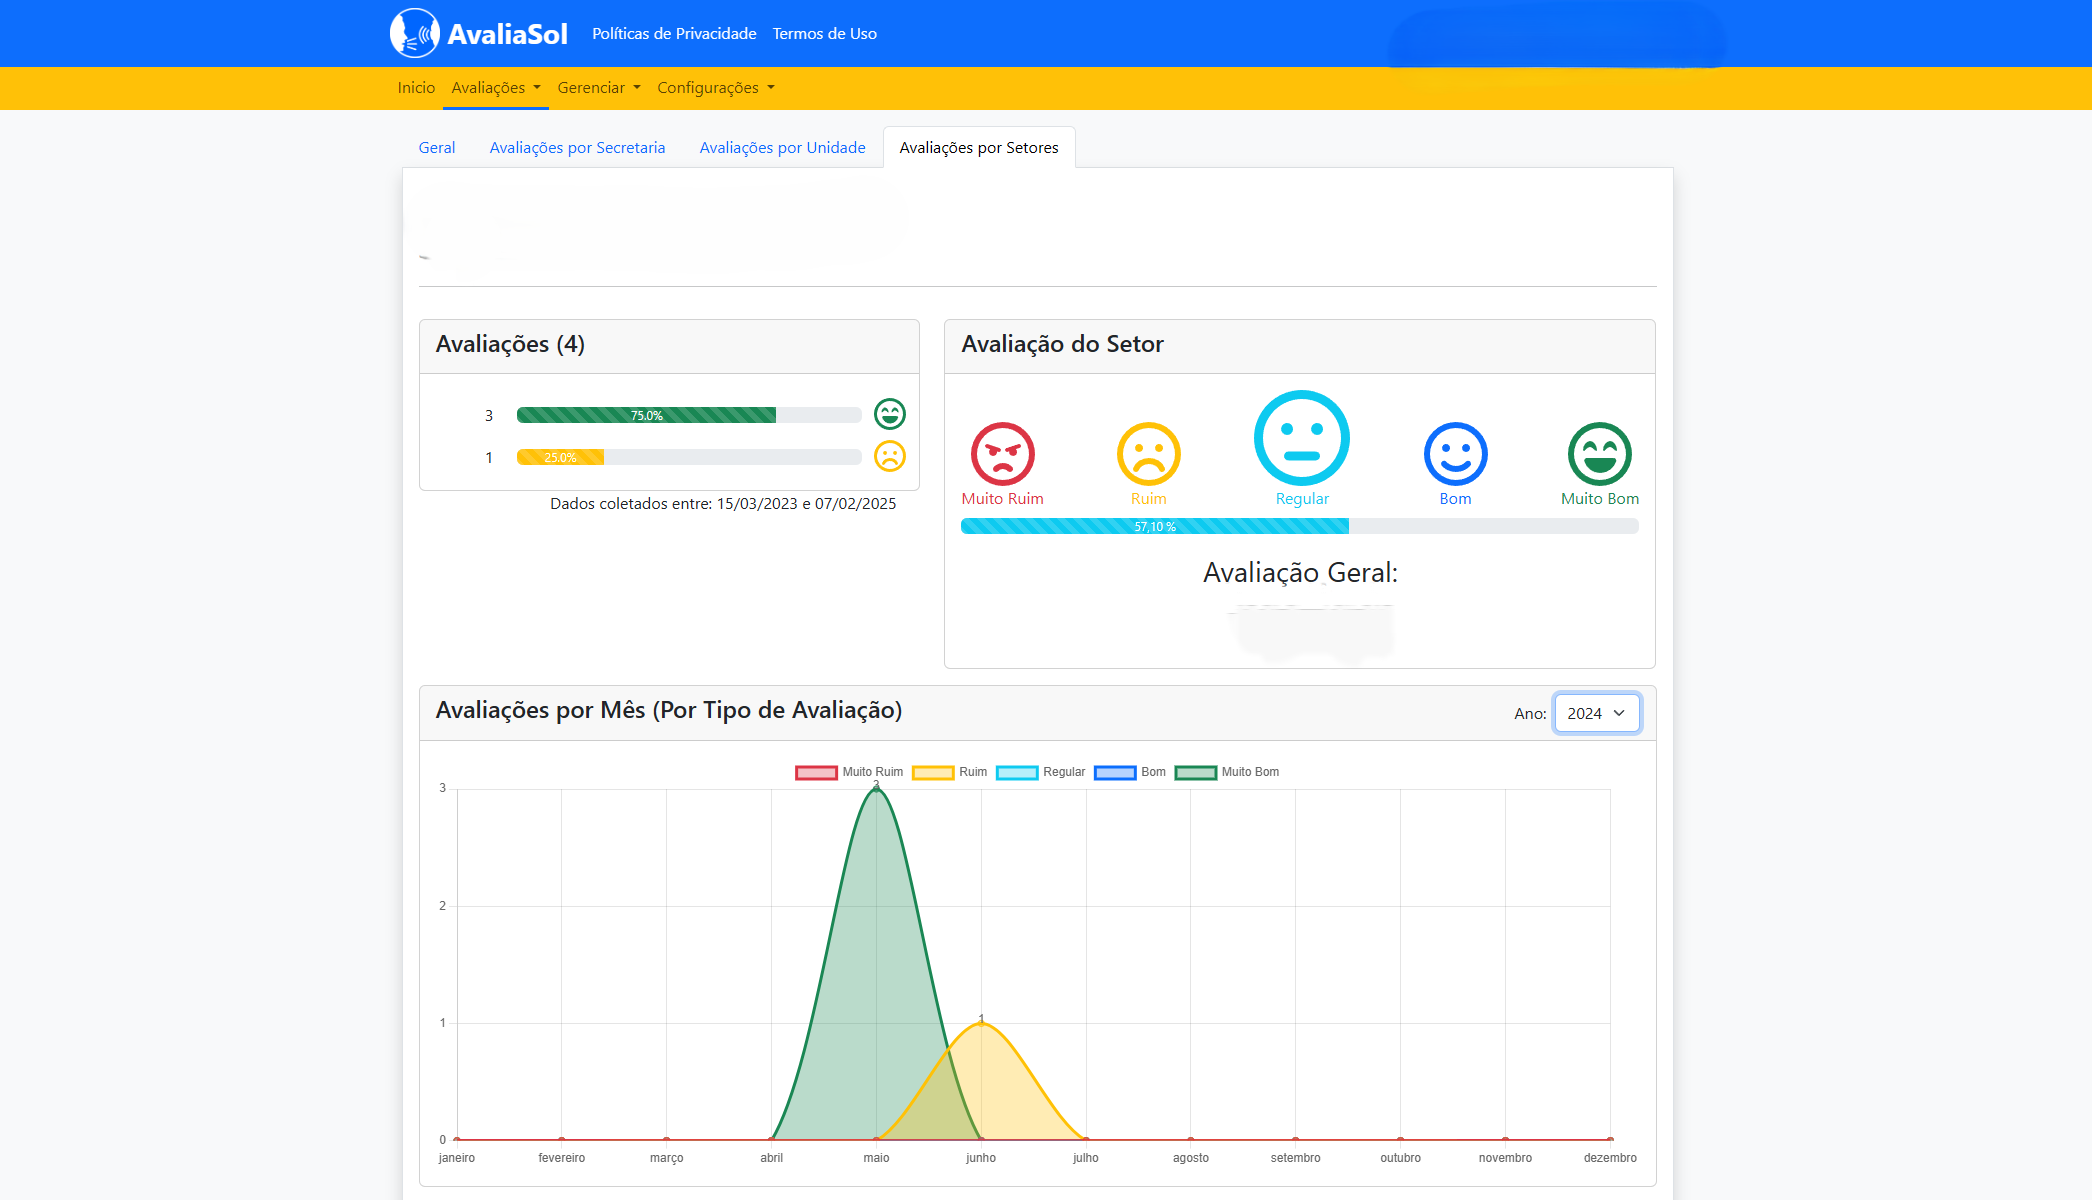 AvaliaSol Políticas de Privacidade Termos de Uso
Inicio Avaliações Gerenciar Configurações
Geral Avaliações por Secretaria Avaliações por Unidade Avaliações por Setores
Avaliações (4)
3 75.0%
1 25.0%
Dados coletados entre: 15/03/2023 e 07/02/2025
Avaliação do Setor
Muito Ruim Ruim Regular Bom Muito Bom
57,10 %
Avaliação Geral:
Avaliações por Mês (Por Tipo de Avaliação) Ano: 2024
Muito Ruim Ruim Regular Bom Muito Bom
3
3
2
1
1
0
janeiro fevereiro março abril maio junho julho agosto setembro outubro novembro dezembro